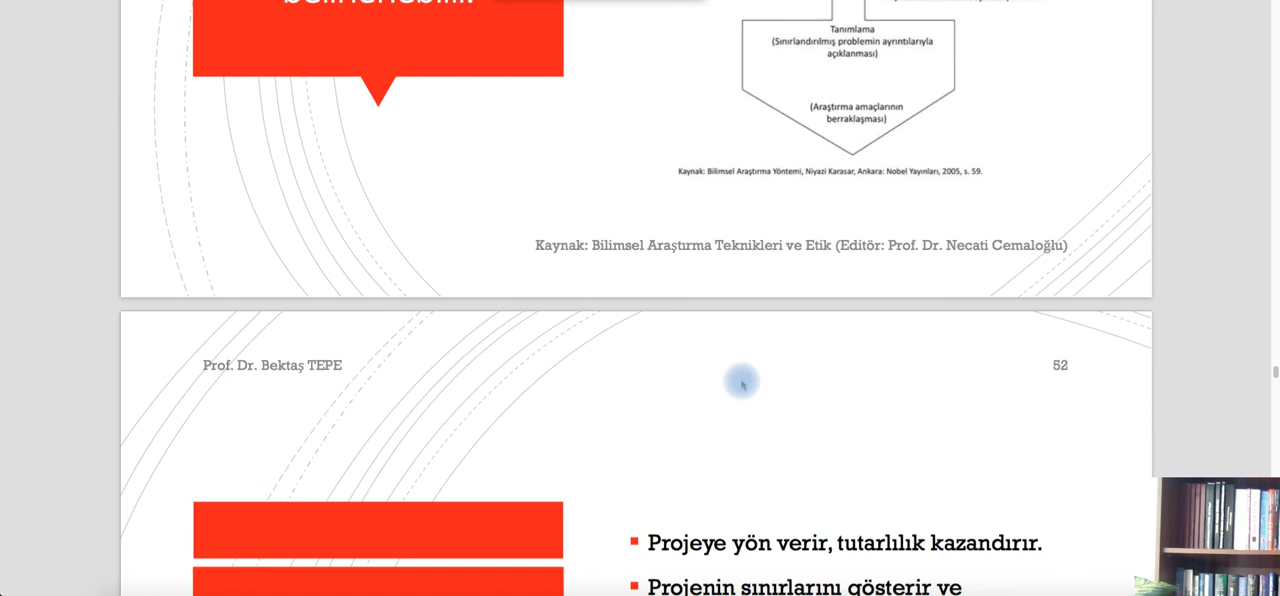 Tanımlama
(Sınırlandırılmış problemin ayrıntılarıyla
açıklanması)
(Araştırma amaçlarının
berraklaşması)
Kaynak: Bilimsel Araştırma Yöntemi, Niyazi Karasar, Ankara: Nobel Yayınları, 2005, s. 59.
Kaynak: Bilimsel Araştırma Teknikleri ve Etik (Editör: Prof. Dr. Necati Cemaloğlu)
Prof. Dr. Bektaş TEPE
52
▪ Projeye yön verir, tutarlılık kazandırır.
▪ Projenin sınırlarını gösterir ve